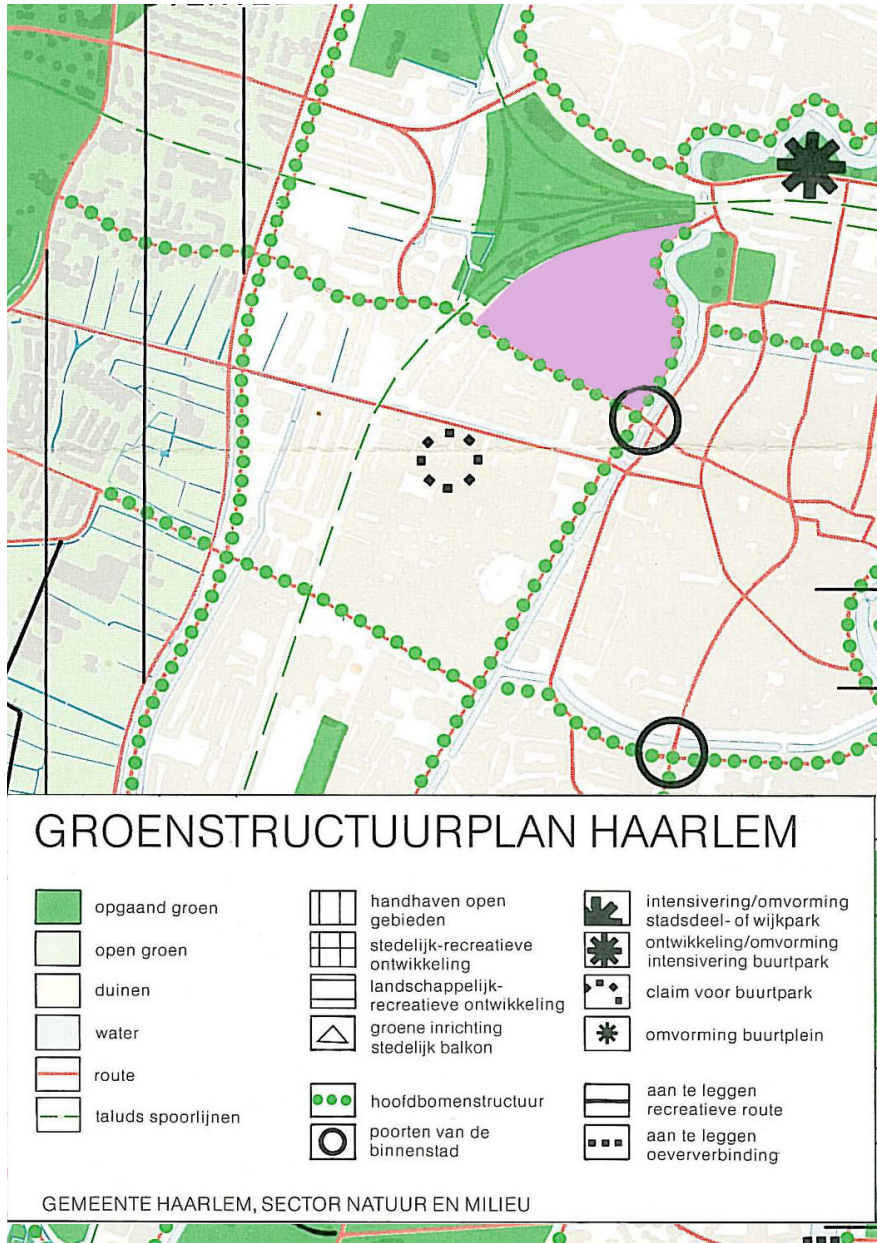 GROENSTRUCTUURPLAN HAARLEM
opgaand groen
open groen
duinen
water
route
taluds spoorlijnen
handhaven open
gebieden
stedelijk-recreatieve
ontwikkeling
landschappelijk-
recreatieve ontwikkeling
groene inrichting
stedelijk balkon
hoofdbomenstructuur
poorten van de
binnenstad
intensivering/omvorming
stadsdeel- of wijkpark
ontwikkeling/omvorming
intensivering buurtpark
claim voor buurtpark
omvorming buurtplein
aan te leggen
recreatieve route
aan te leggen
oeververbinding
GEMEENTE HAARLEM, SECTOR NATUUR EN MILIEU